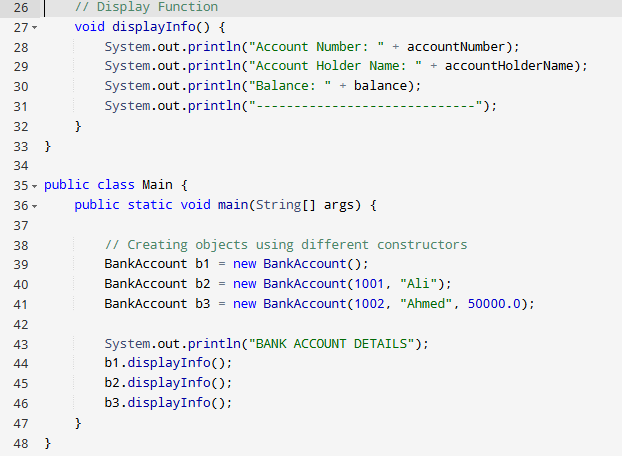 26 // Display Function
27 void displayInfo() {
28 System.out.println("Account Number: " + accountNumber);
29 System.out.println("Account Holder Name: " + accountHolderName);
30 System.out.println("Balance: " + balance);
31 System.out.println("-----------------------------");
32 }
33 }
34
35 public class Main {
36 public static void main(String[] args) {
37
38 // Creating objects using different constructors
39 BankAccount b1 = new BankAccount();
40 BankAccount b2 = new BankAccount(1001, "Ali");
41 BankAccount b3 = new BankAccount(1002, "Ahmed", 50000.0);
42
43 System.out.println("BANK ACCOUNT DETAILS");
44 b1.displayInfo();
45 b2.displayInfo();
46 b3.displayInfo();
47 }
48 }